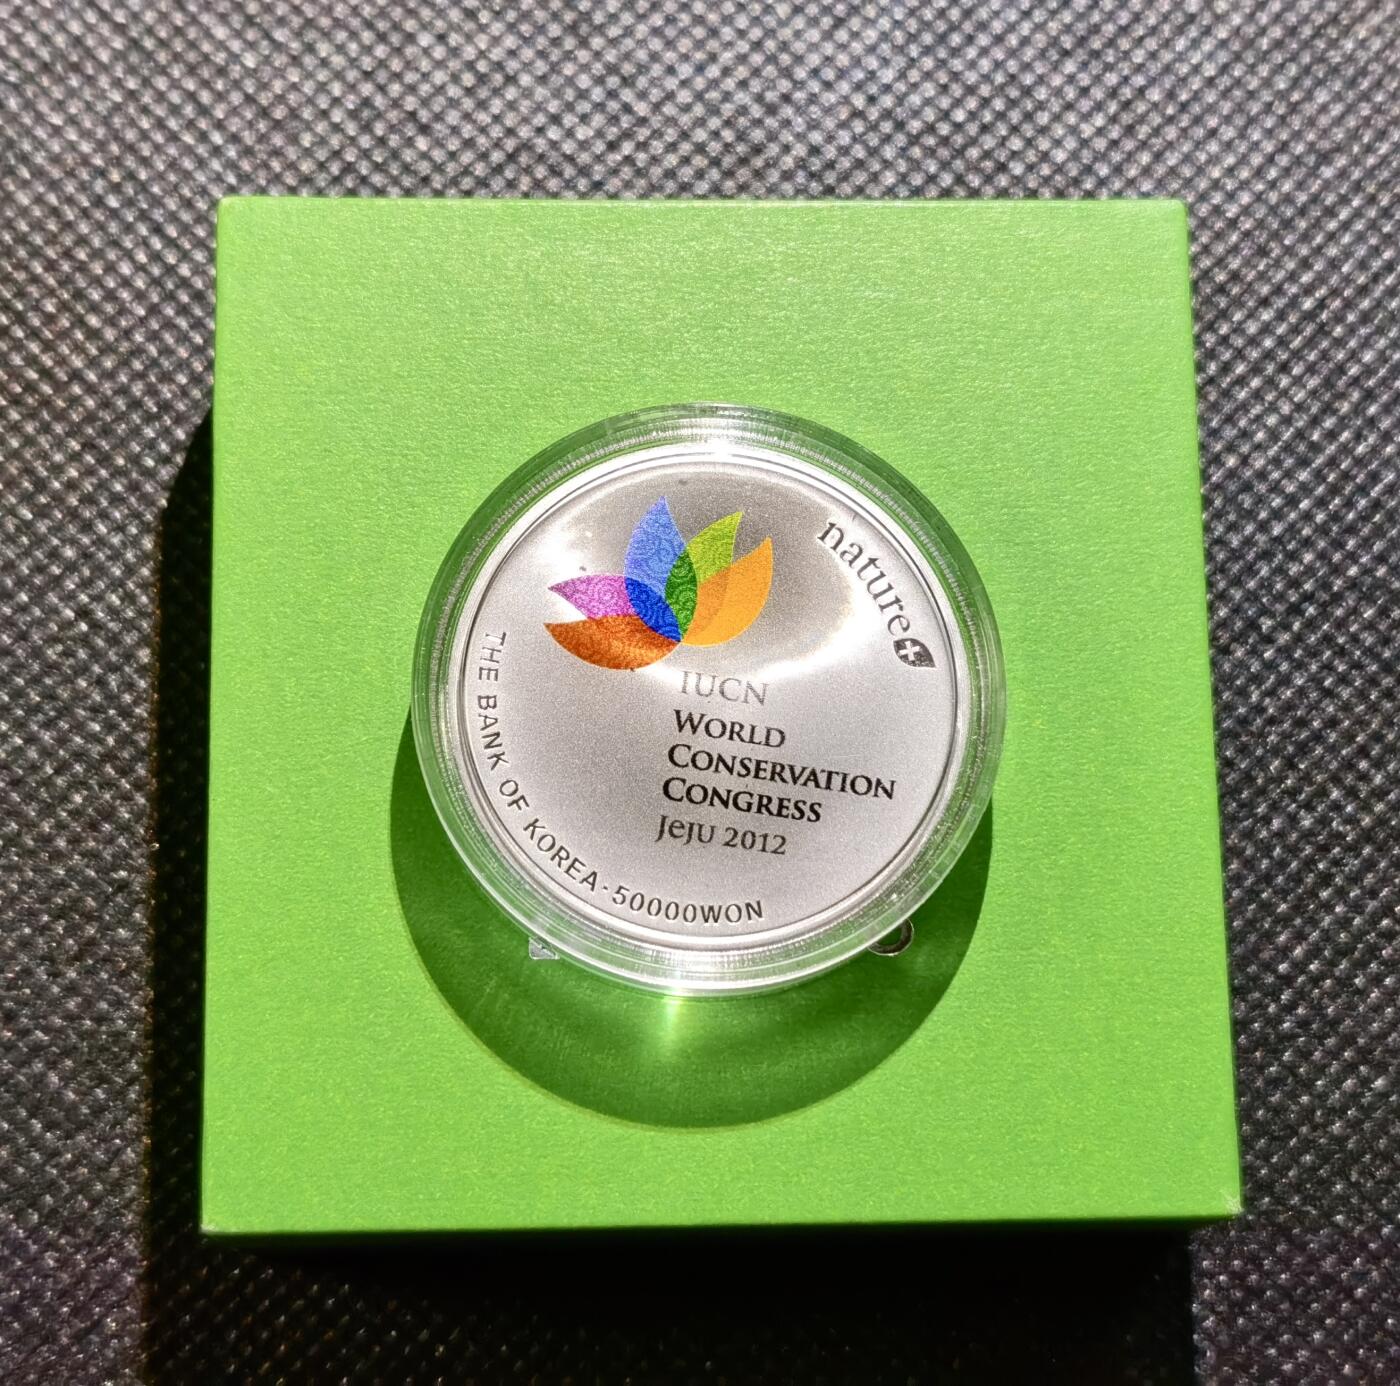 nature+
IUCN
WORLD
CONSERVATION
CONGRESS
JEJU 2012
THE BANK OF KOREA·50000WON